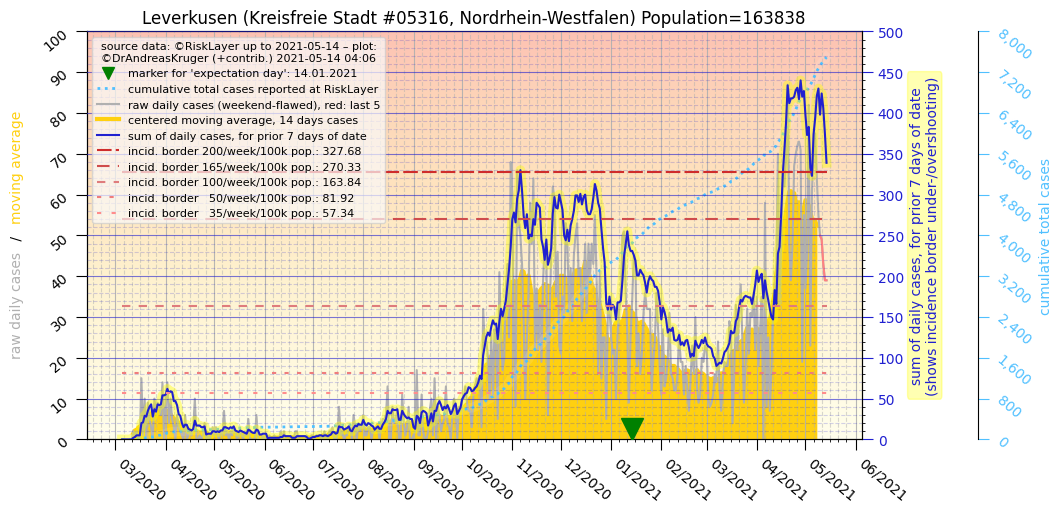 Leverkusen (Kreisfreie Stadt #05316, Nordrhein-Westfalen) Population=163838
source data: ©RiskLayer up to 2021-05-14 – plot:
©DrAndreasKruger (+contrib.) 2021-05-14 04:06
marker for 'expectation day': 14.01.2021
cumulative total cases reported at RiskLayer
raw daily cases (weekend-flawed), red: last 5
centered moving average, 14 days cases
sum of daily cases, for prior 7 days of date
incid. border 200/week/100k pop.: 327.68
incid. border 165/week/100k pop.: 270.33
incid. border 100/week/100k pop.: 163.84
incid. border 50/week/100k pop.: 81.92
incid. border 35/week/100k pop.: 57.34
raw daily cases / moving average
100
90
80
70
60
50
40
30
20
10
0
03/2020
04/2020
05/2020
06/2020
07/2020
08/2020
09/2020
10/2020
11/2020
12/2020
01/2021
02/2021
03/2021
04/2021
05/2021
06/2021
500
450
400
350
300
250
200
150
100
50
0
sum of daily cases, for prior 7 days of date
(shows incidence border under-/overshooting)
8,000
7,200
6,400
5,600
4,800
4,000
3,200
2,400
1,600
800
0
cumulative total cases